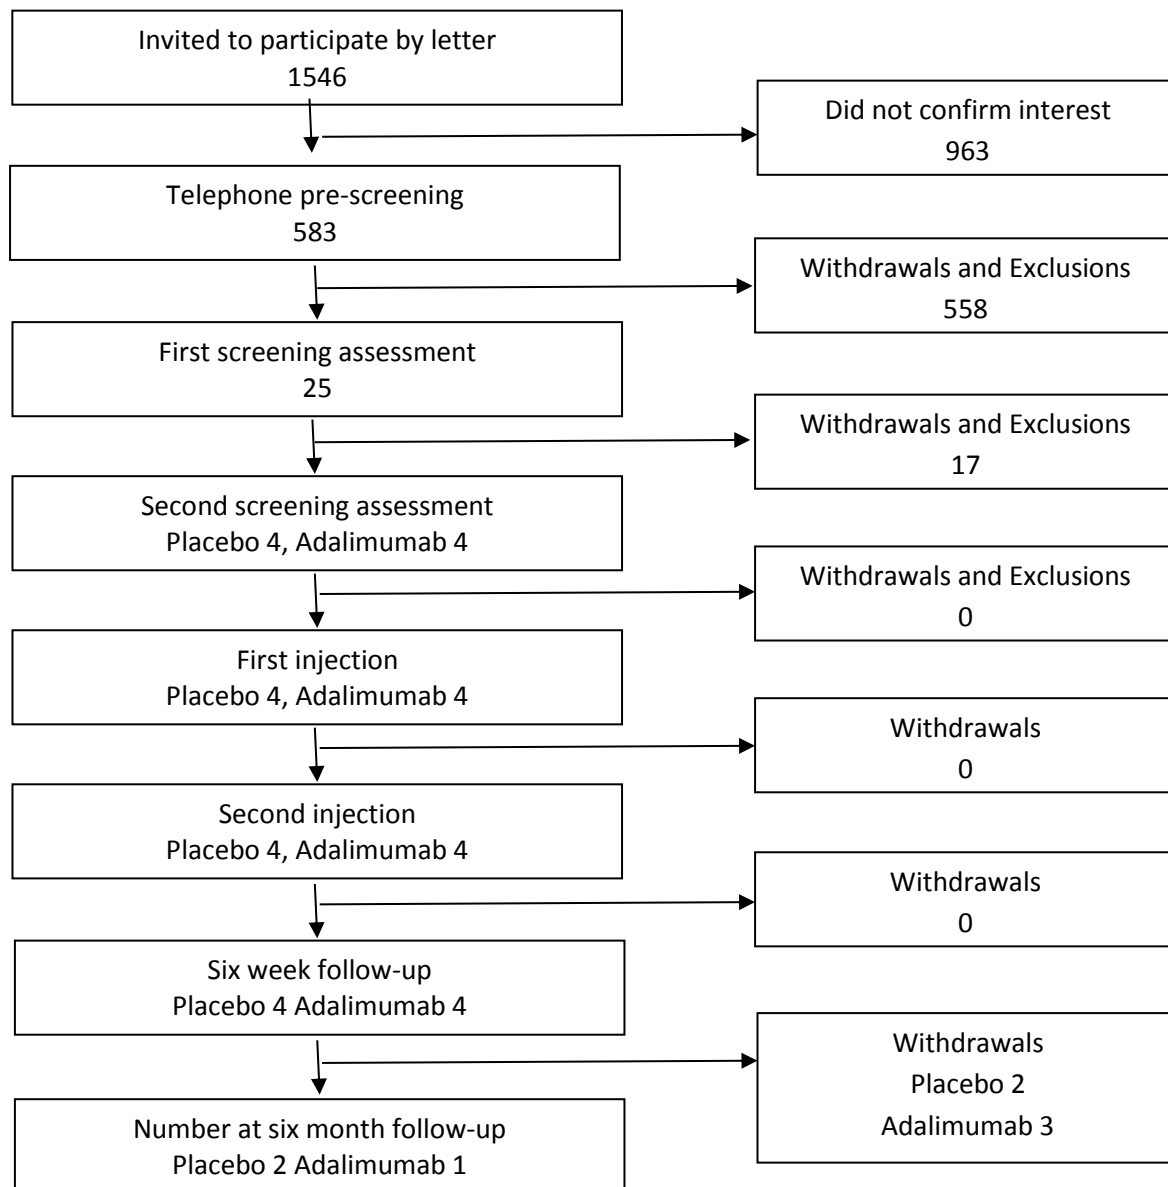 Invited to participate by letter
1546
Did not confirm interest
963
Telephone pre-screening
583
Withdrawals and Exclusions
558
First screening assessment
25
Withdrawals and Exclusions
17
Second screening assessment
Placebo 4, Adalimumab 4
Withdrawals and Exclusions
0
First injection
Placebo 4, Adalimumab 4
Withdrawals
0
Second injection
Placebo 4, Adalimumab 4
Withdrawals
0
Six week follow-up
Placebo 4 Adalimumab 4
Withdrawals
Placebo 2
Adalimumab 3
Number at six month follow-up
Placebo 2 Adalimumab 1